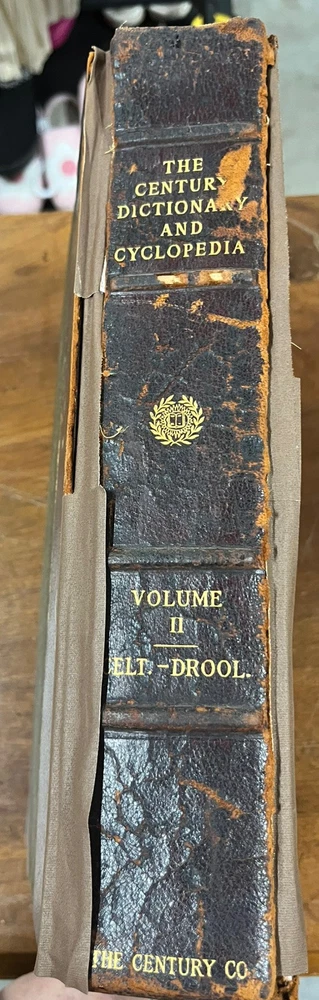 THE
CENTURY
DICTIONARY
AND
CYCLOPEDIA
VOLUME
II
ELT-DROOL.
THE CENTURY CO